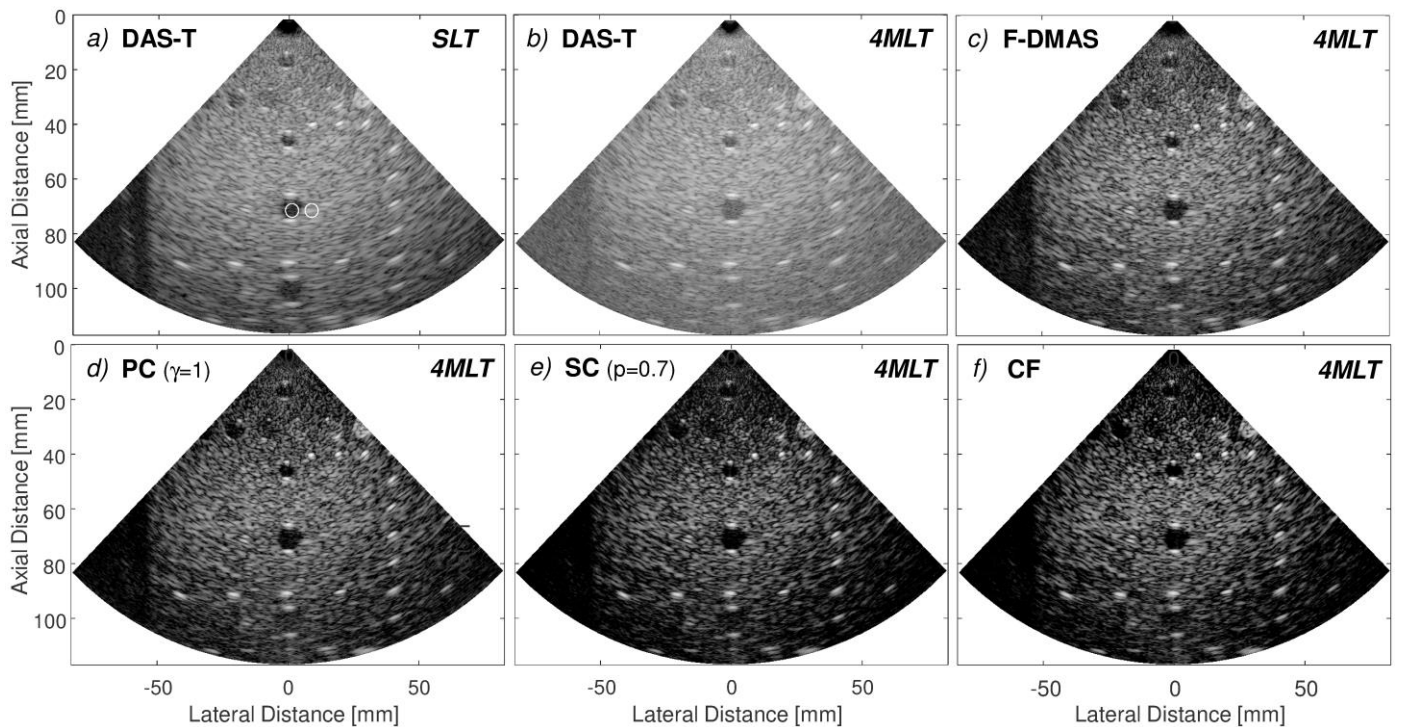 a) DAS-T SLT
b) DAS-T 4MLT
c) F-DMAS 4MLT
0
20
40
60
80
100
Axial Distance [mm]
d) PC (γ=1) 4MLT
e) SC (p=0.7) 4MLT
f) CF 4MLT
0
20
40
60
80
100
Axial Distance [mm]
-50 0 50
-50 0 50
-50 0 50
Lateral Distance [mm]
Lateral Distance [mm]
Lateral Distance [mm]